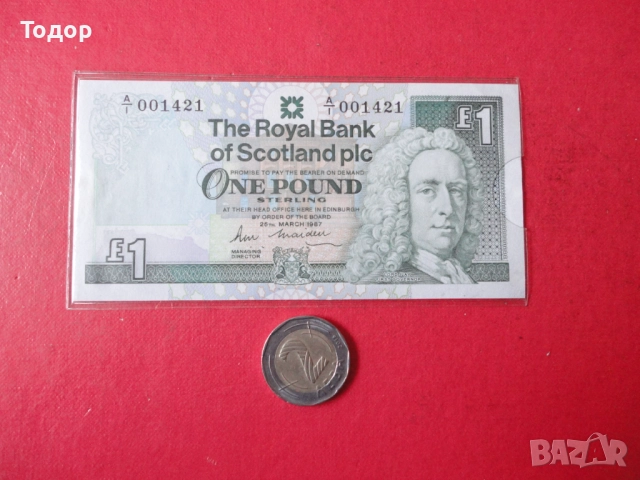 Тодор
A/1 001421
A/1 001421
£1
The Royal Bank
of Scotland plc
PROMISE TO PAY THE BEARER ON DEMAND
ONE POUND
STERLING
AT THEIR HEAD OFFICE HERE IN EDINBURGH
BY ORDER OF THE BOARD
25TH. MARCH 1987
MANAGING
DIRECTOR
£1
BAZAR